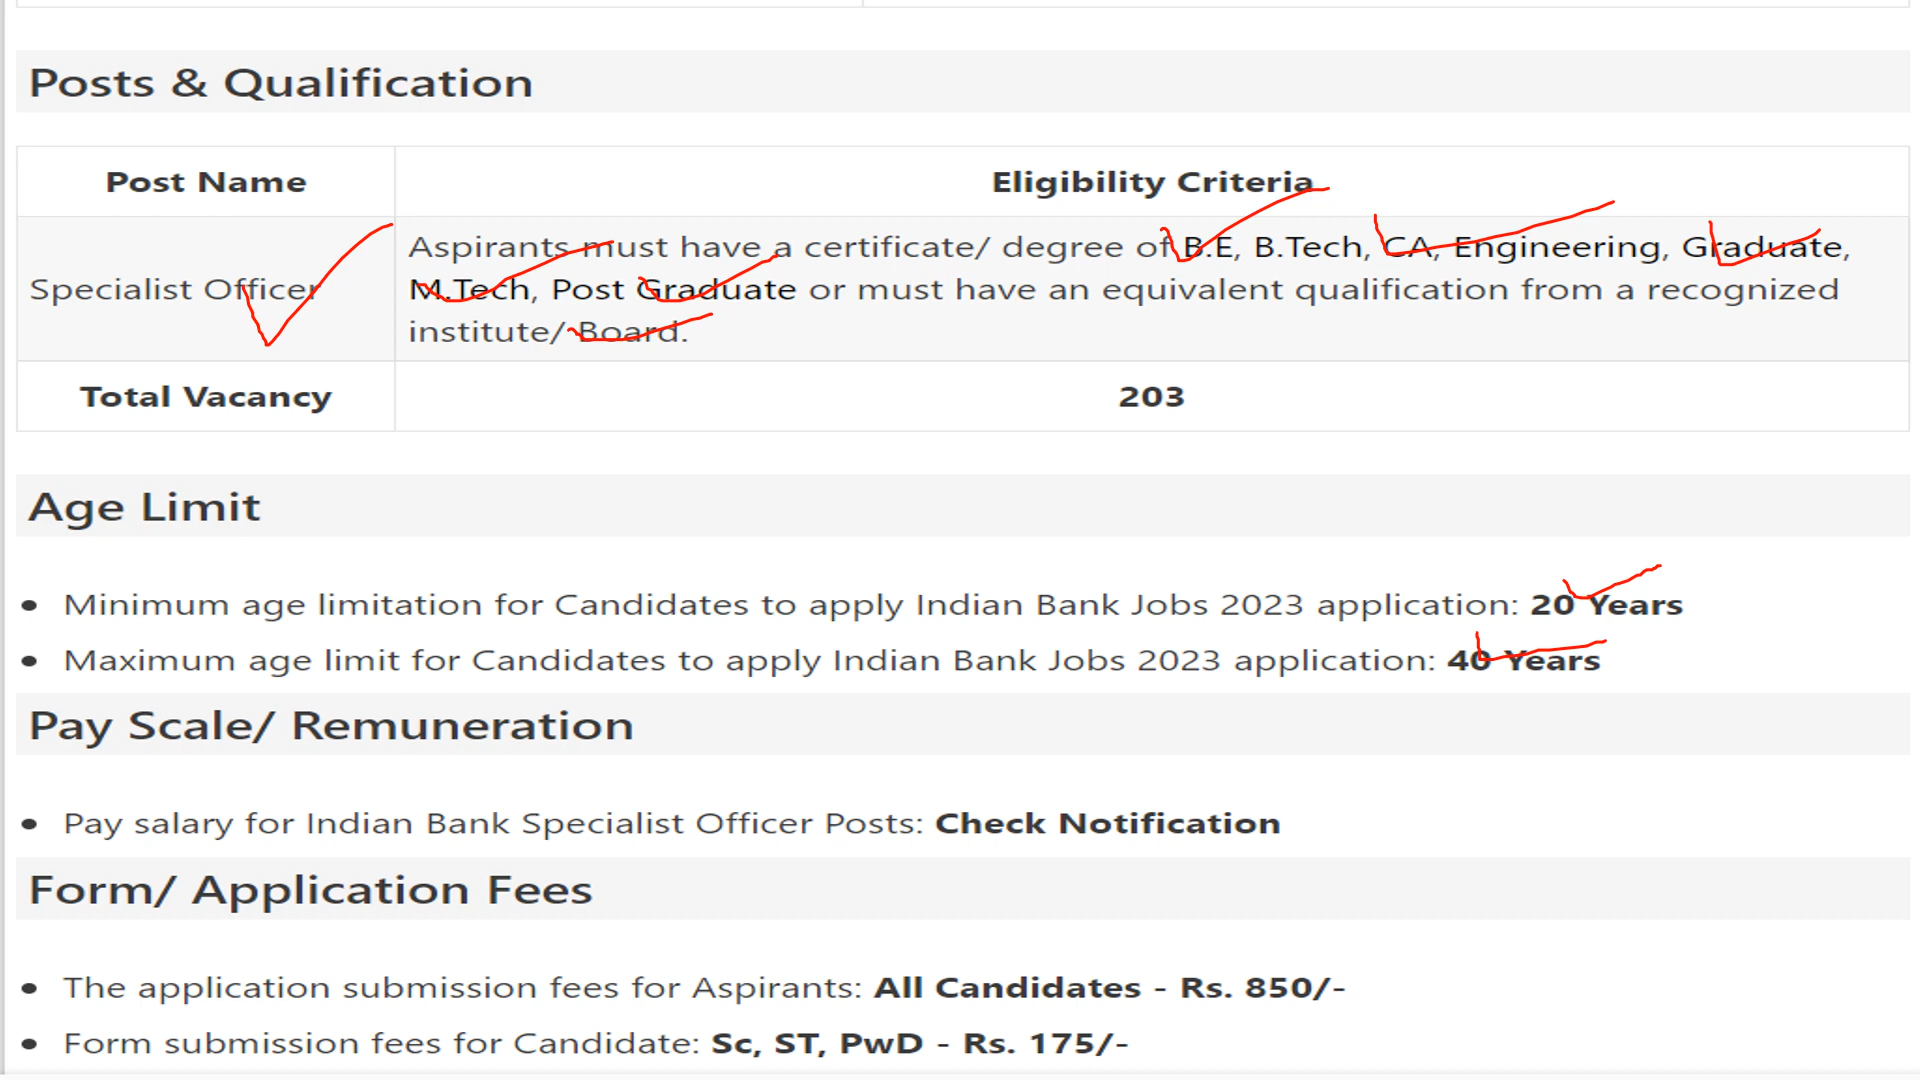 Posts & Qualification
Post Name
Eligibility Criteria
Specialist Officer
Aspirants must have a certificate/ degree of B.E, B.Tech, CA, Engineering, Graduate,
M.Tech, Post Graduate or must have an equivalent qualification from a recognized
institute/ Board.
Total Vacancy
203
Age Limit
Minimum age limitation for Candidates to apply Indian Bank Jobs 2023 application: 20 Years
Maximum age limit for Candidates to apply Indian Bank Jobs 2023 application: 40 Years
Pay Scale/ Remuneration
Pay salary for Indian Bank Specialist Officer Posts: Check Notification
Form/ Application Fees
The application submission fees for Aspirants: All Candidates - Rs. 850/-
Form submission fees for Candidate: Sc, ST, PwD - Rs. 175/-